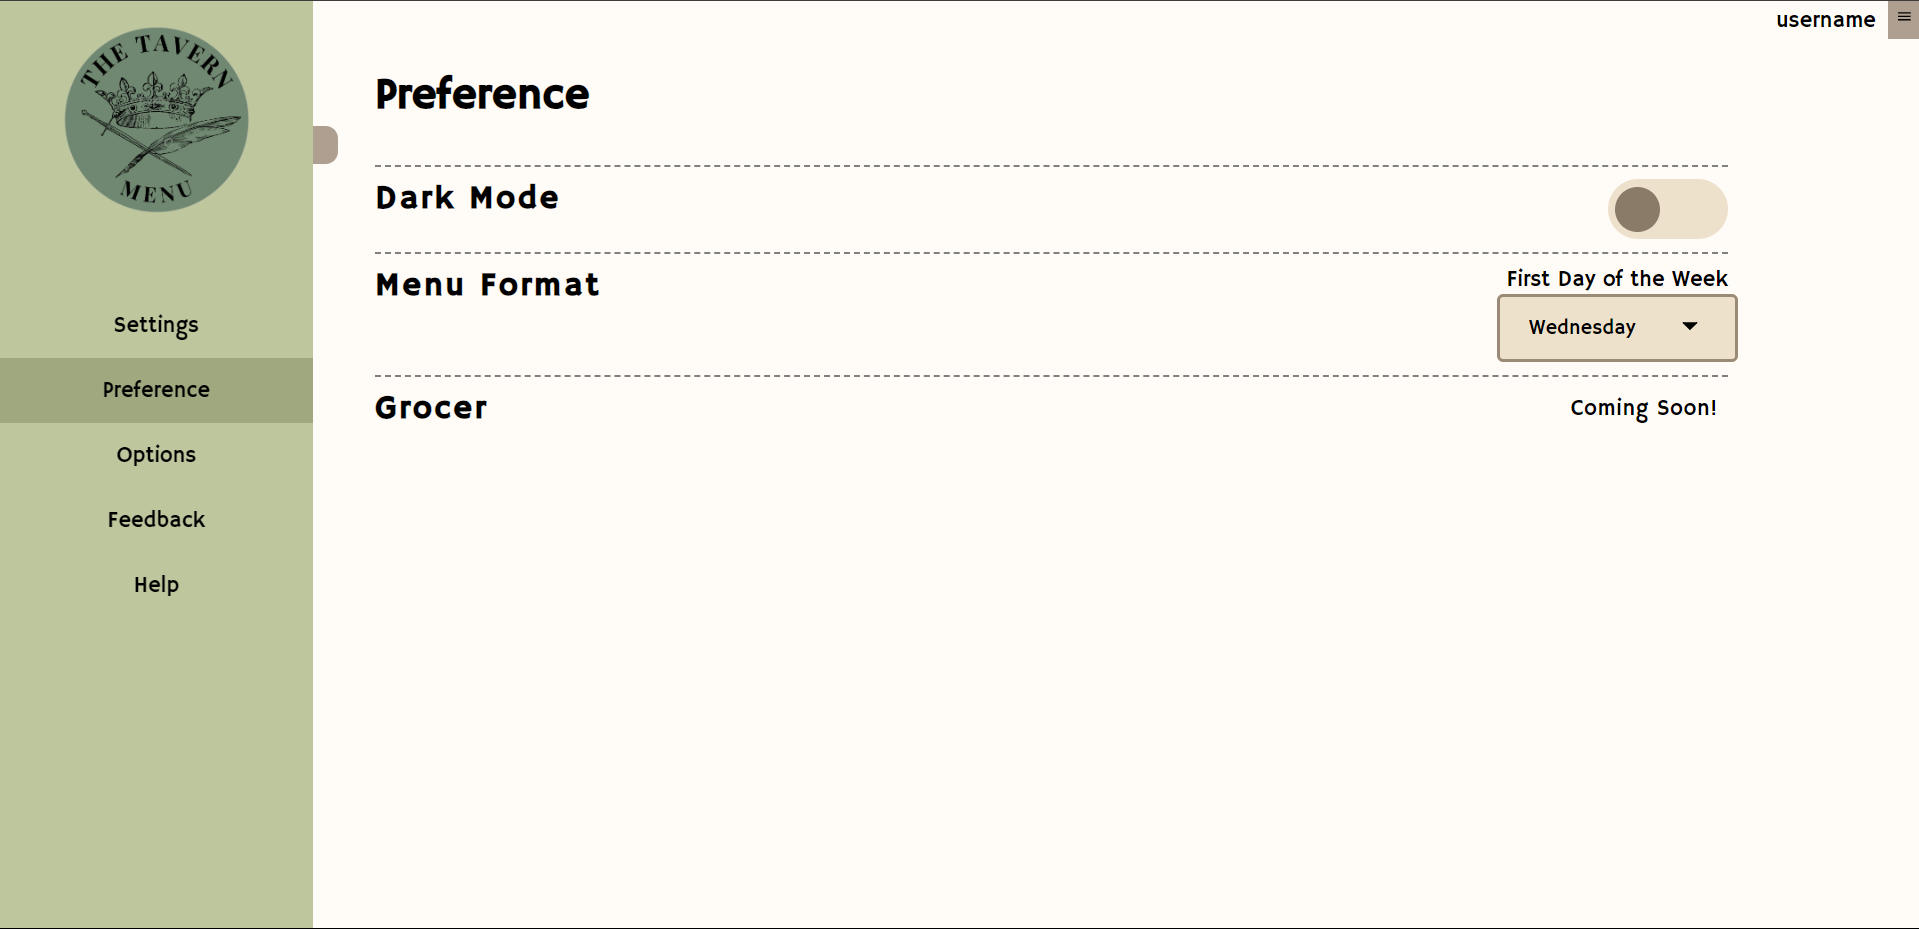 THE TAVERN
MENU
Settings
Preference
Options
Feedback
Help
username
Preference
Dark Mode
Menu Format
First Day of the Week
Wednesday
Grocer
Coming Soon!